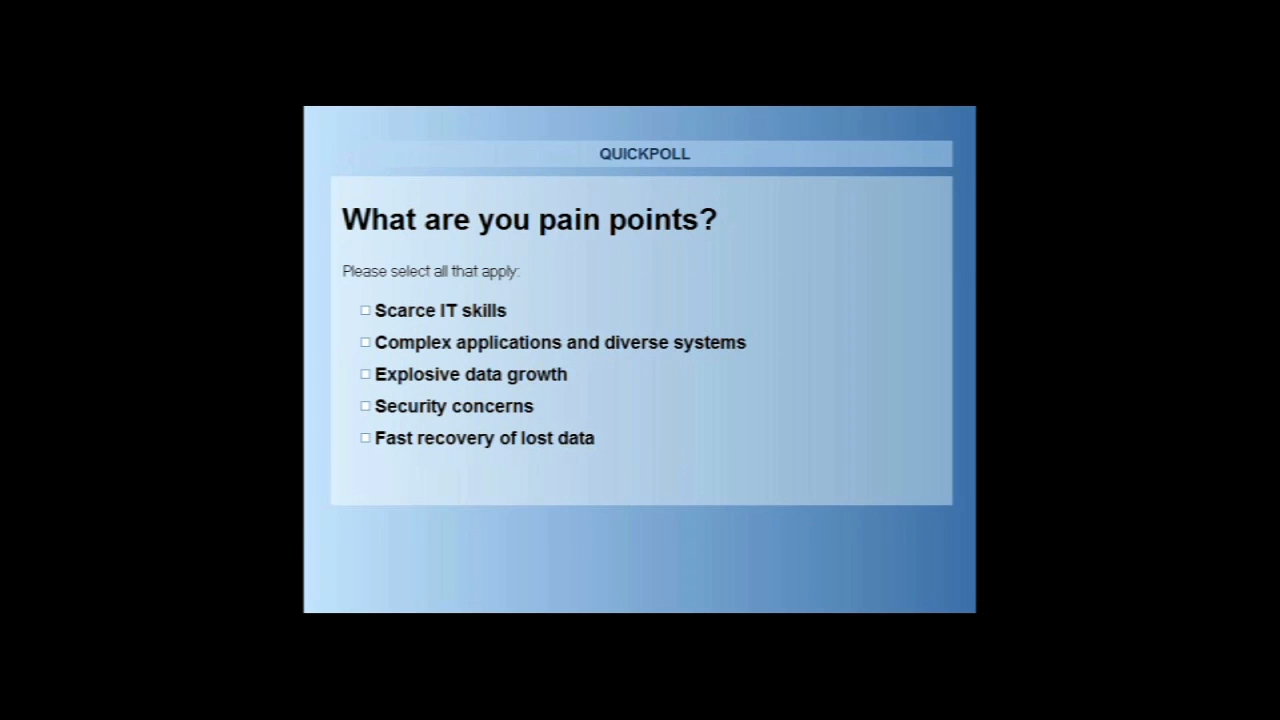 QUICKPOLL
What are you pain points?
Please select all that apply:
Scarce IT skills
Complex applications and diverse systems
Explosive data growth
Security concerns
Fast recovery of lost data